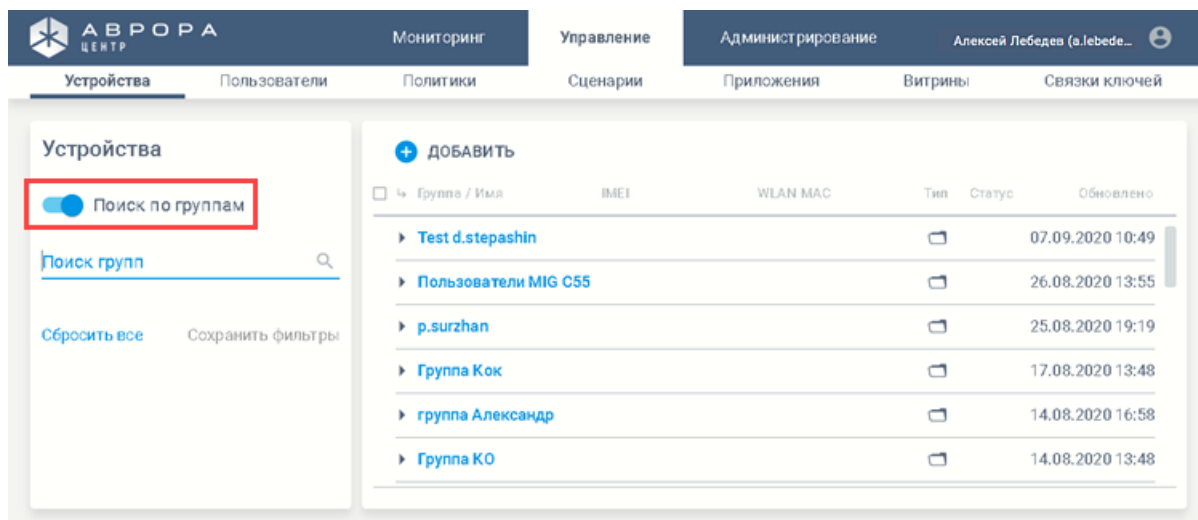 АВРОРА
ЦЕНТР
Мониторинг Управление Администрирование Алексей Лебедев (a.lebede...
Устройства Пользователи Политики Сценарии Приложения Витрины Связки ключей
Устройства
Поиск по группам
Поиск групп
Сбросить все Сохранить фильтры
ДОБАВИТЬ
Группа / Имя IMEI WLAN MAC Тип Статус Обновлено
Test d.stepashin 07.09.2020 10:49
Пользователи MIG C55 26.08.2020 13:55
p.surzhan 25.08.2020 19:19
Группа Кок 17.08.2020 13:48
группа Александр 14.08.2020 16:58
Группа КО 14.08.2020 13:48